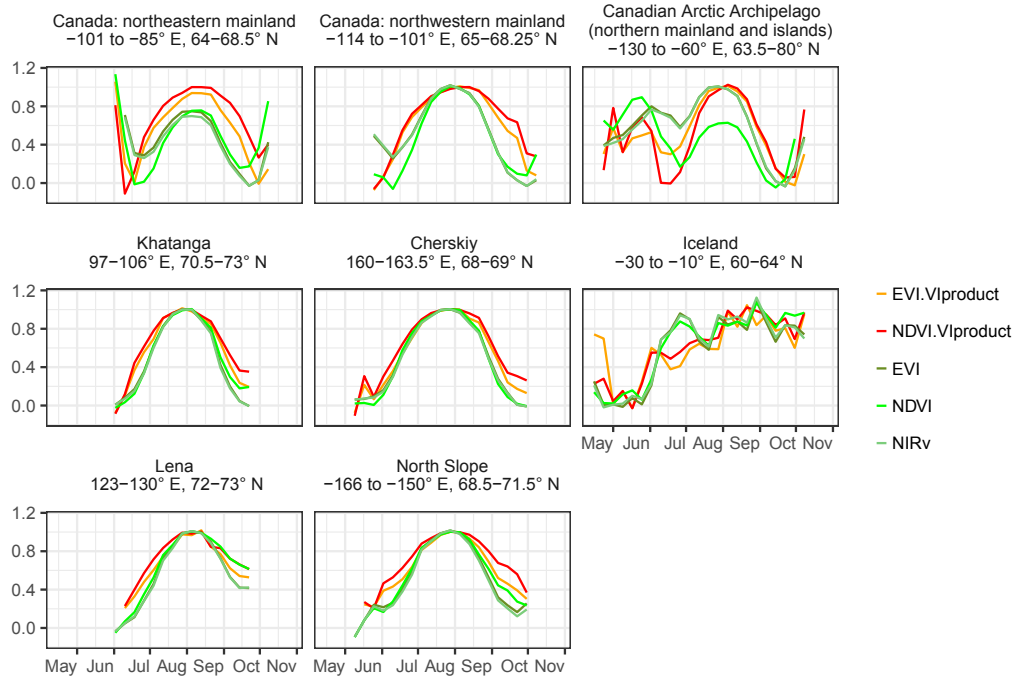 Canada: northeastern mainland
−101 to −85° E, 64−68.5° N
Canada: northwestern mainland
−114 to −101° E, 65−68.25° N
Canadian Arctic Archipelago
(northern mainland and islands)
−130 to −60° E, 63.5−80° N
1.2
0.8
0.4
0.0
Khatanga
97−106° E, 70.5−73° N
Cherskiy
160−163.5° E, 68−69° N
Iceland
−30 to −10° E, 60−64° N
1.2
0.8
0.4
0.0
May Jun Jul Aug Sep Oct Nov
EVI.VIproduct
NDVI.VIproduct
EVI
NDVI
NIRv
Lena
123−130° E, 72−73° N
North Slope
−166 to −150° E, 68.5−71.5° N
1.2
0.8
0.4
0.0
May Jun Jul Aug Sep Oct Nov
May Jun Jul Aug Sep Oct Nov